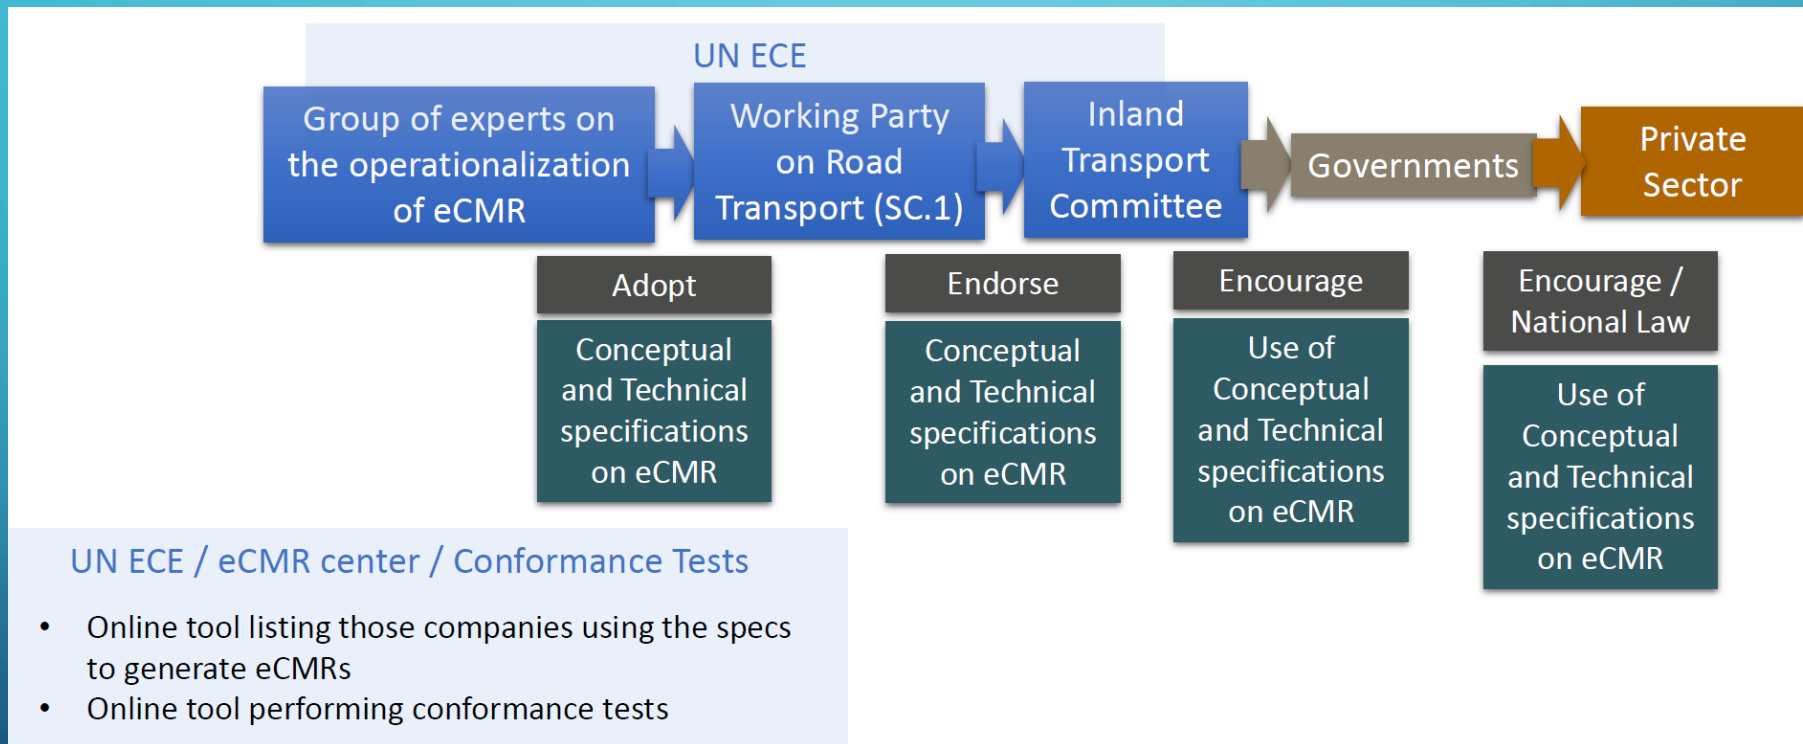 UN ECE
Group of experts on
the operationalization
of eCMR
Working Party
on Road
Transport (SC.1)
Inland
Transport
Committee
Governments
Private
Sector
Adopt
Conceptual
and Technical
specifications
on eCMR
Endorse
Conceptual
and Technical
specifications
on eCMR
Encourage
Use of
Conceptual
and Technical
specifications
on eCMR
Encourage /
National Law
Use of
Conceptual
and Technical
specifications
on eCMR
UN ECE / eCMR center / Conformance Tests
• Online tool listing those companies using the specs
to generate eCMRs
• Online tool performing conformance tests